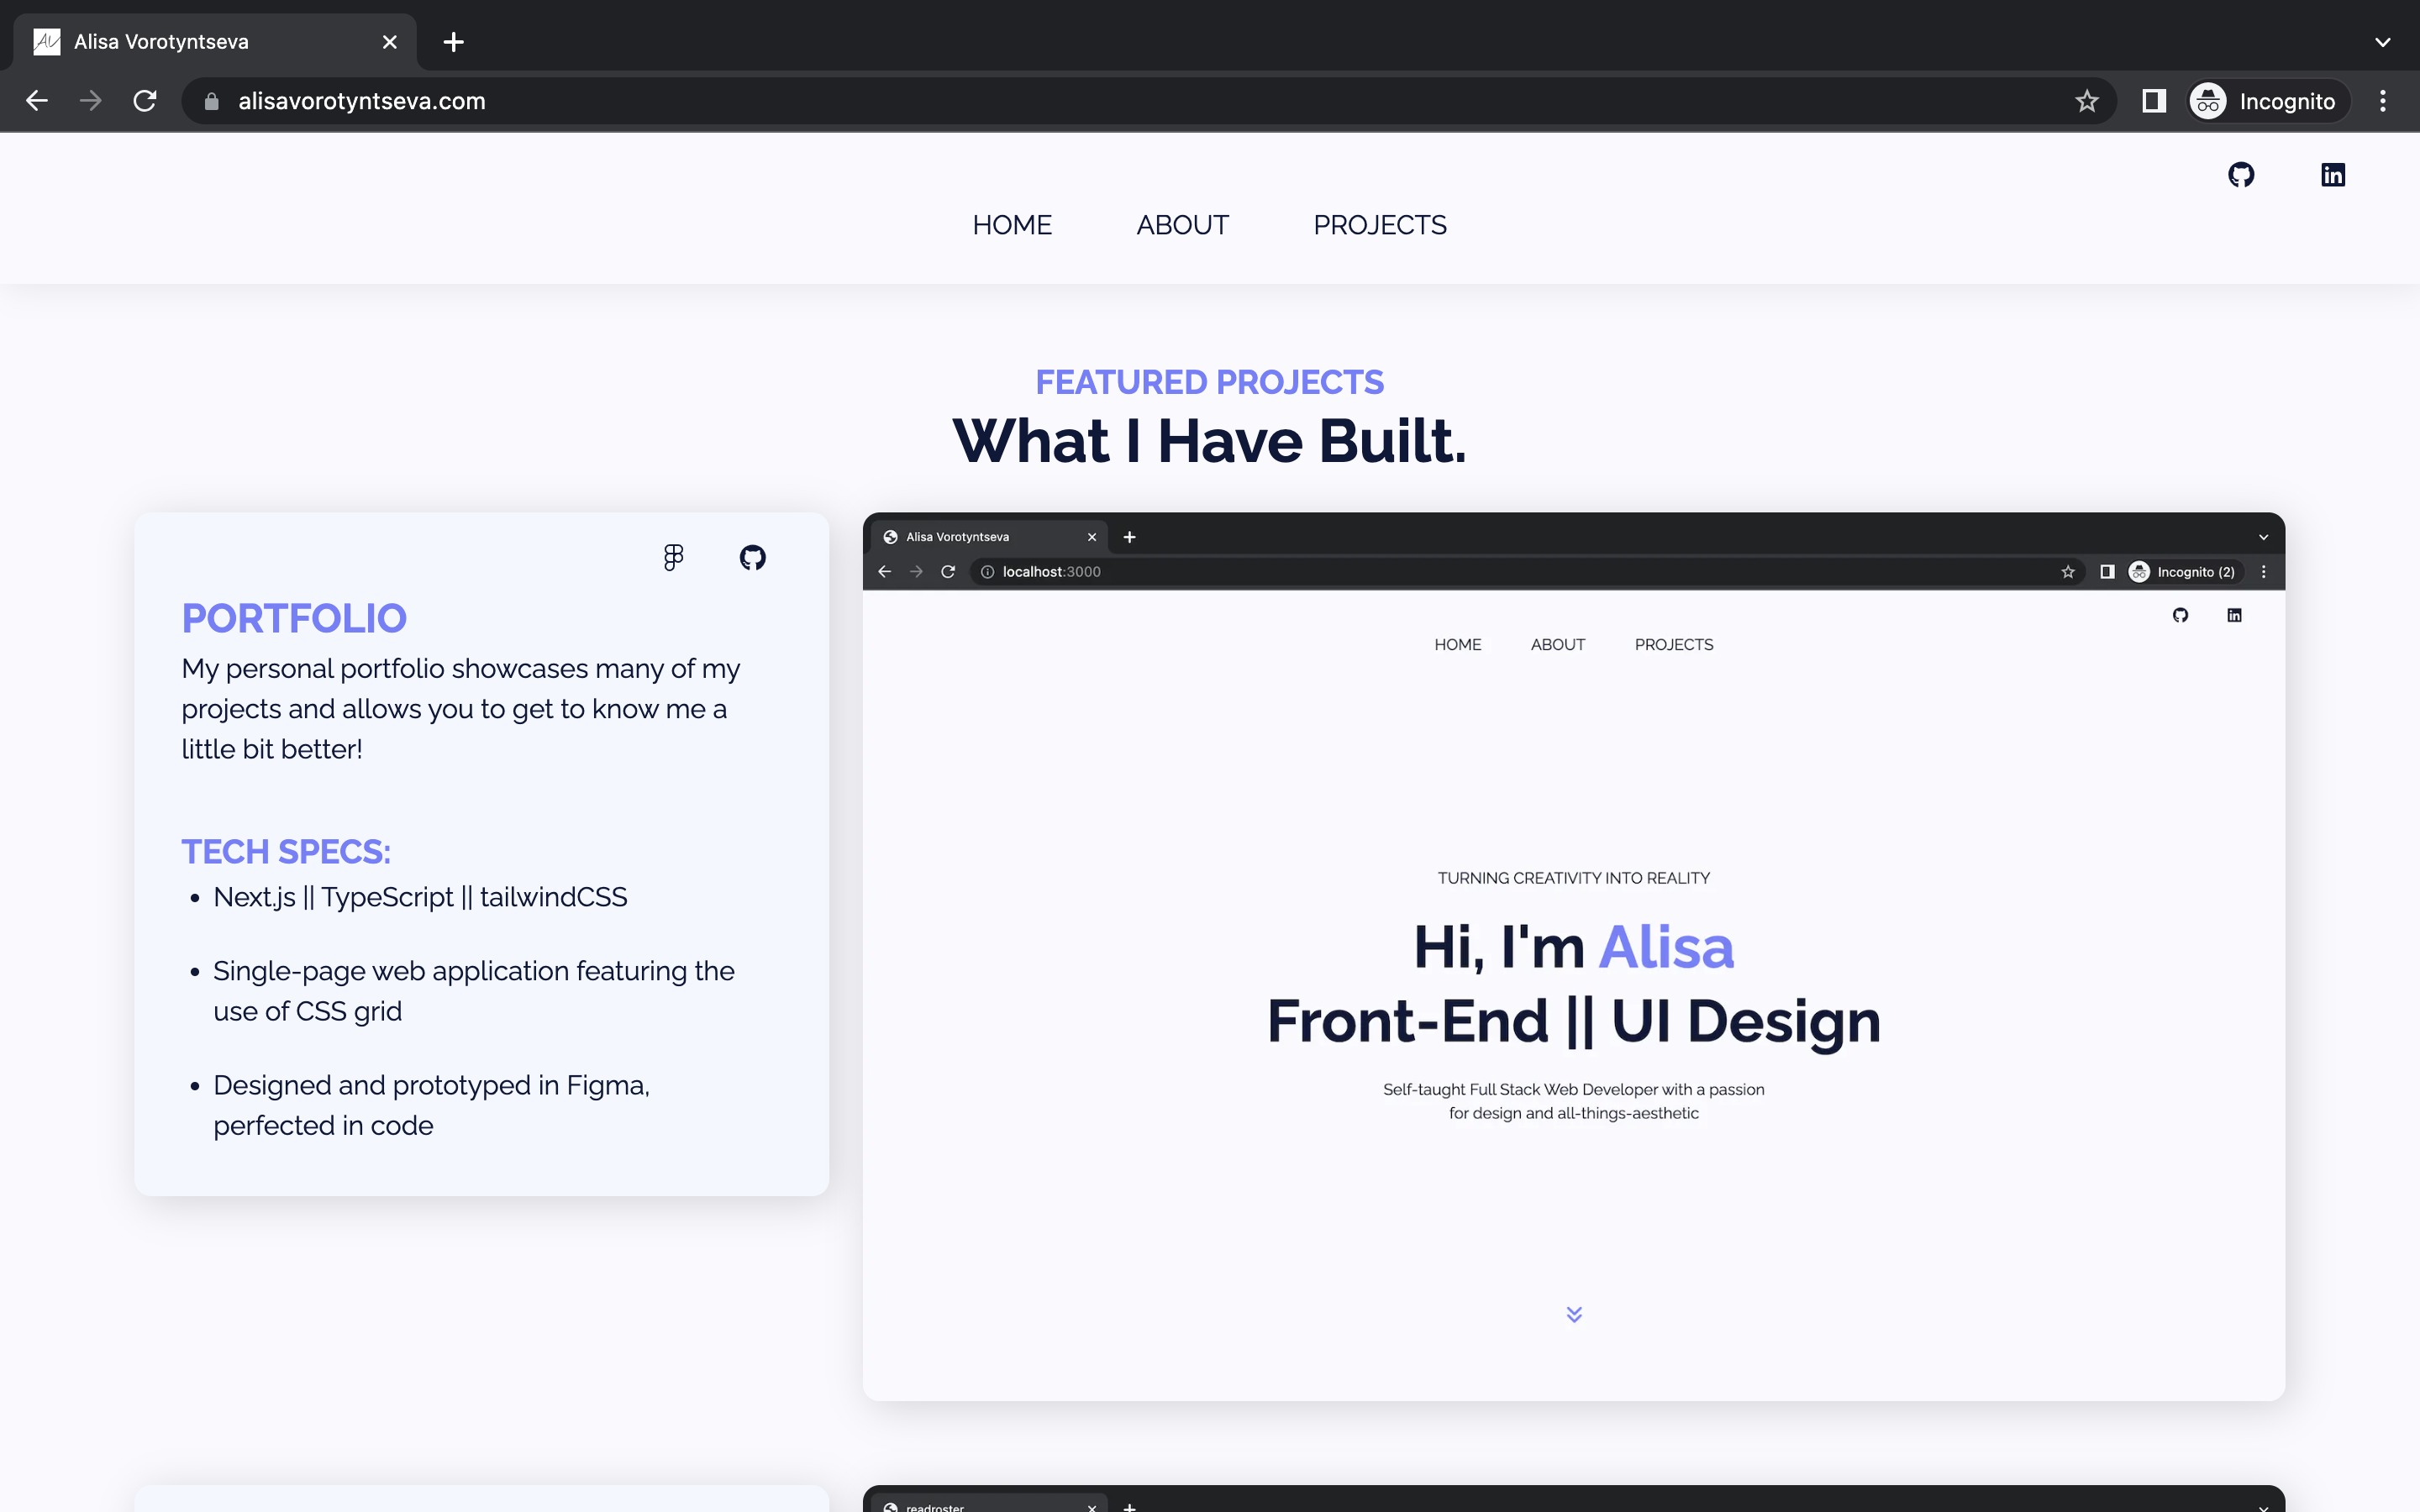 Alisa Vorotyntseva
alisavorotyntseva.com
Incognito
HOME ABOUT PROJECTS
FEATURED PROJECTS
What I Have Built.
PORTFOLIO
My personal portfolio showcases many of my
projects and allows you to get to know me a
little bit better!
TECH SPECS:
• Next.js || TypeScript || tailwindCSS
• Single-page web application featuring the
use of CSS grid
• Designed and prototyped in Figma,
perfected in code
Alisa Vorotyntseva
localhost:3000
Incognito (2)
HOME ABOUT PROJECTS
TURNING CREATIVITY INTO REALITY
Hi, I'm Alisa
Front-End || UI Design
Self-taught Full Stack Web Developer with a passion
for design and all-things-aesthetic
readroster